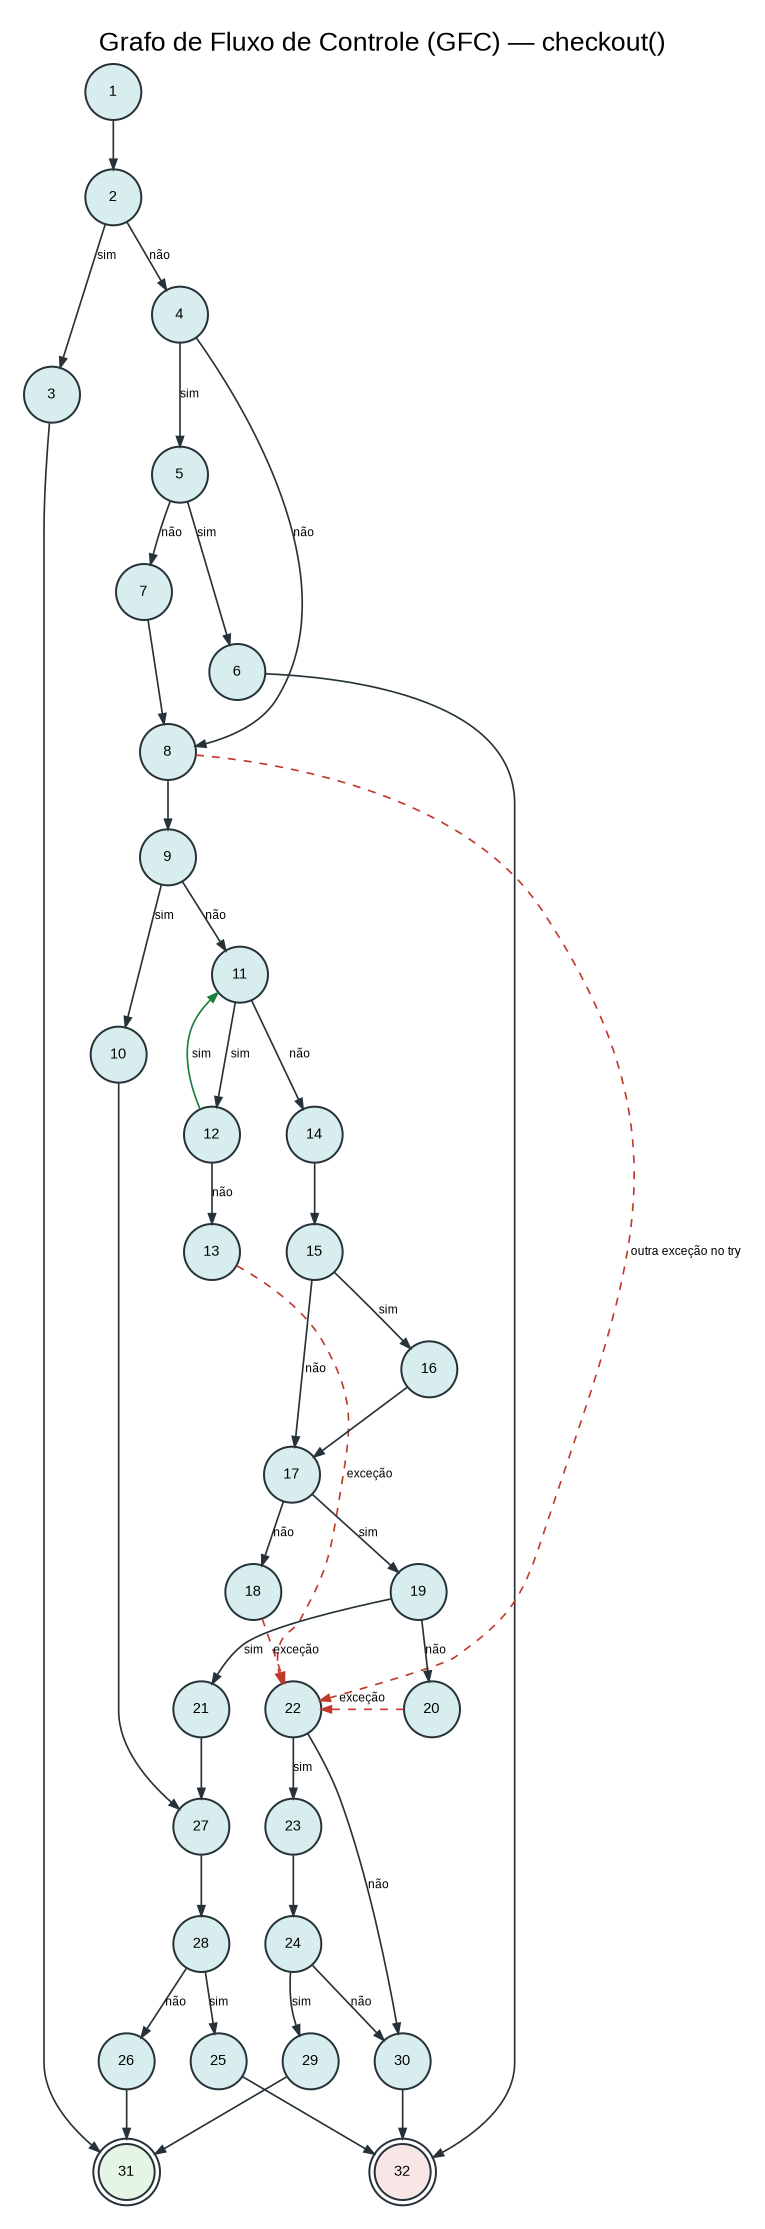 Grafo de Fluxo de Controle (GFC) — checkout()
1
2
sim
não
4
3
sim
5
não
sim
não
7
6
8
9
sim
não
11
10
sim
sim
não
12
14
não
13
15
outra exceção no try
sim
não
16
17
exceção
não
sim
18
19
sim
exceção
não
21
22
exceção
20
sim
27
23
não
28
24
não
sim
sim
não
26
25
29
30
31
32